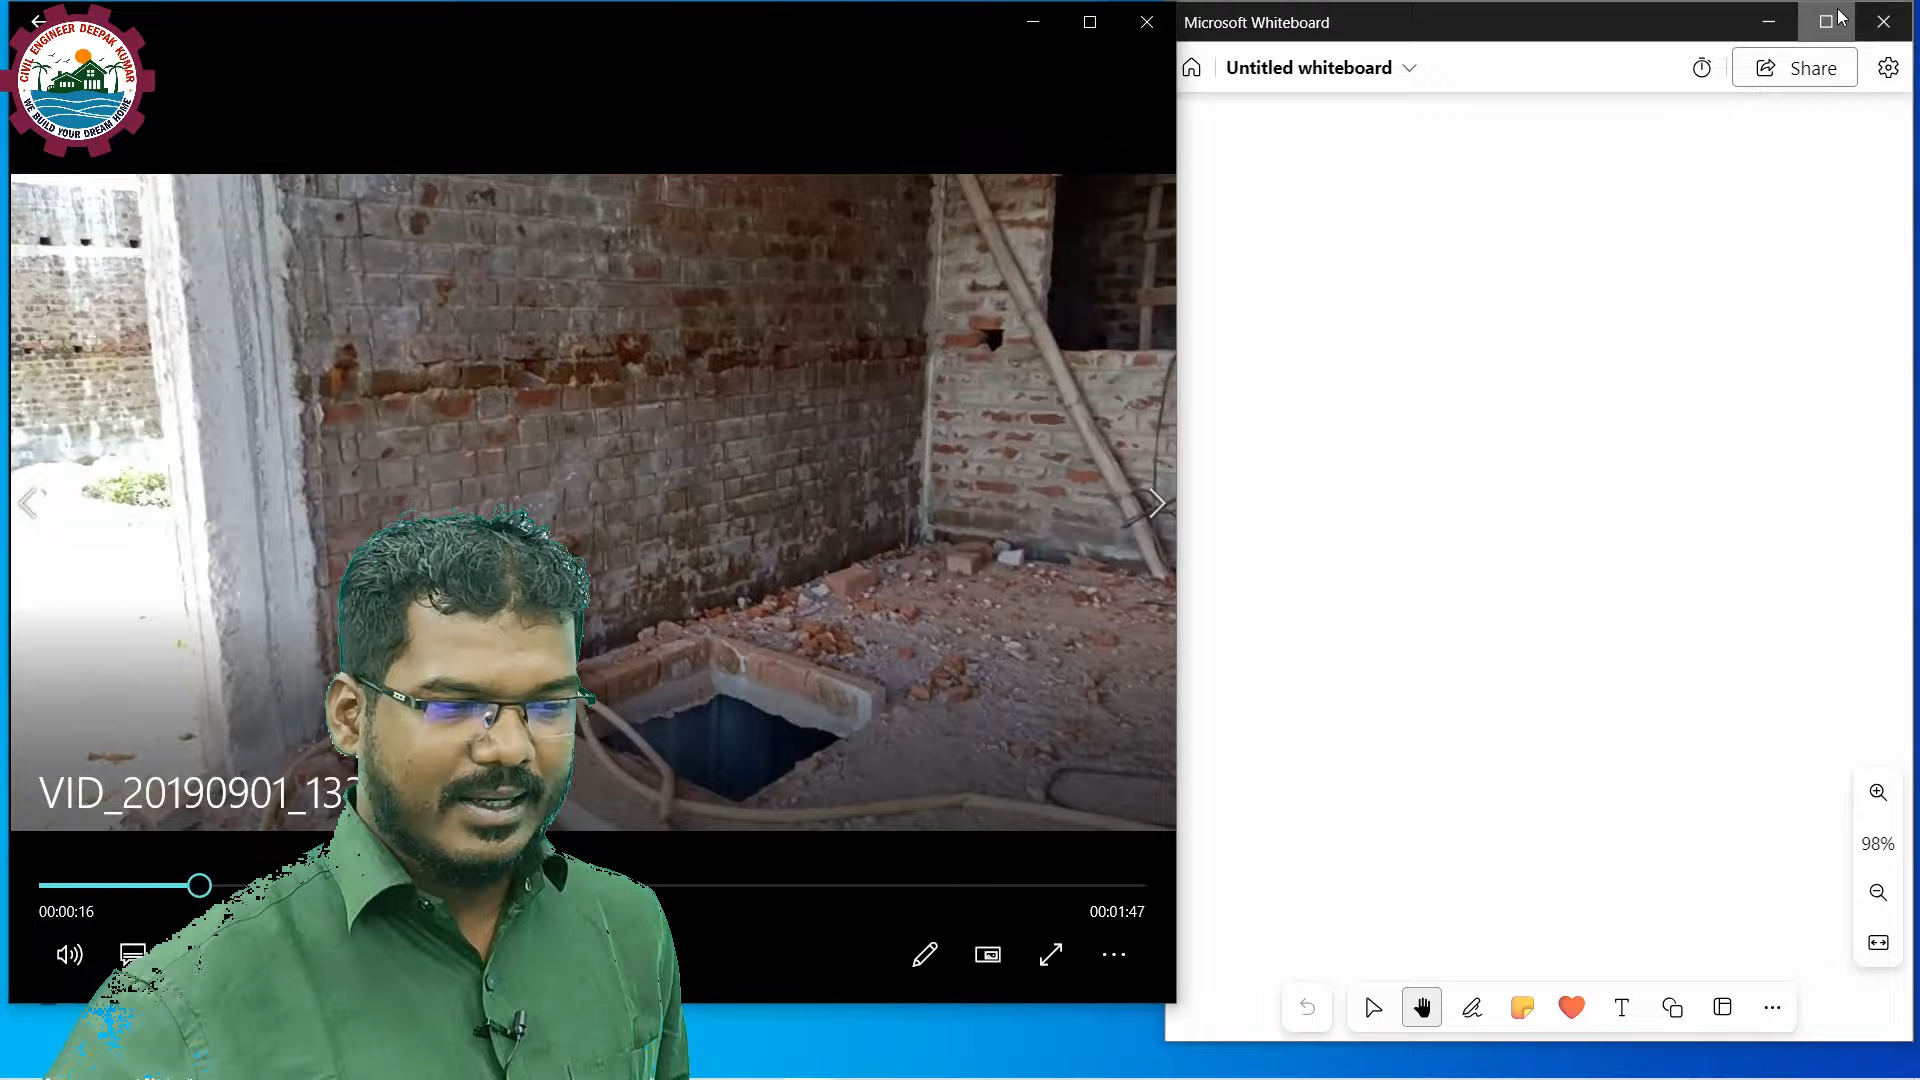 CIVIL ENGINEER DEEPAK KUMAR
WE BUILD YOUR DREAM HOME
Microsoft Whiteboard
Untitled whiteboard
Share
VID_20190901_13
00:00:16
00:01:47
98%